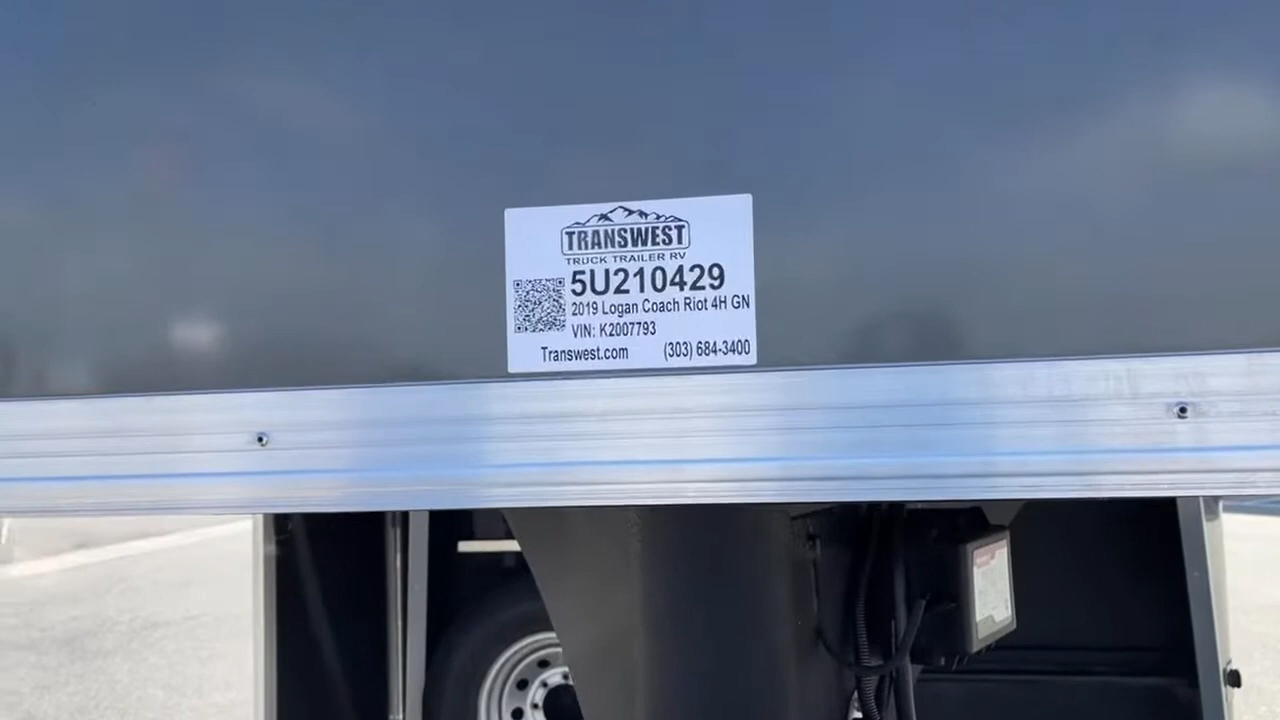 TRANSWEST
TRUCK TRAILER RV
5U210429
2019 Logan Coach Riot 4H GN
VIN: K2007793
Transwest.com (303) 684-3400